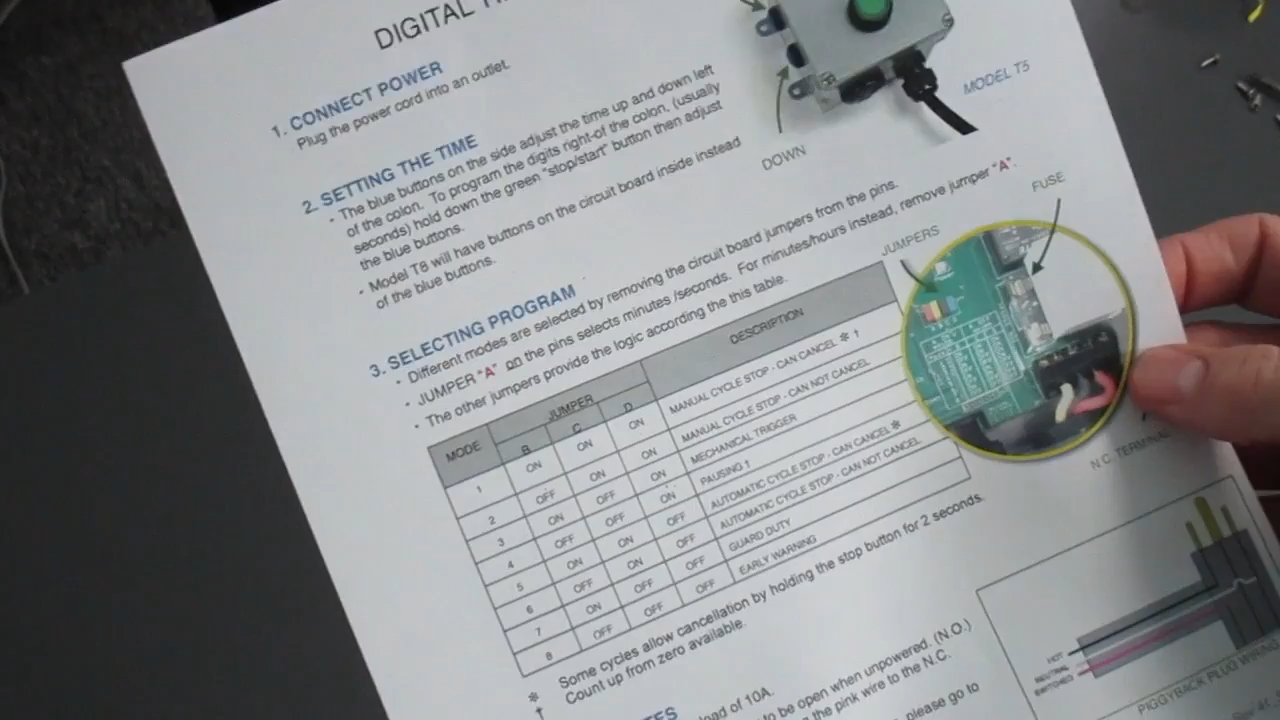 DIGITAL
1. CONNECT POWER
Plug the power cord into an outlet.
2. SETTING THE TIME
• The blue buttons on the side adjust the time up and down left
of the colon. To program the digits right-of the colon, (usually
seconds) hold down the green "stop/start" button then adjust
the blue buttons.
• Model T8 will have buttons on the circuit board inside instead
of the blue buttons.
DOWN
MODEL T5
3. SELECTING PROGRAM
• Different modes are selected by removing the circuit board jumpers from the pins.
• JUMPER "A" on the pins selects minutes /seconds. For minutes/hours instead, remove jumper "A".
• The other jumpers provide the logic according the this table.
JUMPERS
FUSE
N.C. TERMINAL
MODE JUMPER DESCRIPTION
B C D
1 ON ON ON MANUAL CYCLE STOP - CAN CANCEL * †
2 OFF ON ON MANUAL CYCLE STOP - CAN NOT CANCEL
3 ON OFF ON MECHANICAL TRIGGER
4 OFF OFF ON PAUSING †
5 ON ON OFF AUTOMATIC CYCLE STOP - CAN CANCEL *
6 OFF ON OFF AUTOMATIC CYCLE STOP - CAN NOT CANCEL
7 ON OFF OFF GUARD DUTY
8 OFF OFF OFF EARLY WARNING
* Some cycles allow cancellation by holding the stop button for 2 seconds.
† Count up from zero available.
load of 10A.
to be open when unpowered. (N.O.)
the pink wire to the N.C.
please go to
HOT
NEUTRAL
SWITCHED
PIGGYBACK PLUG WIRING